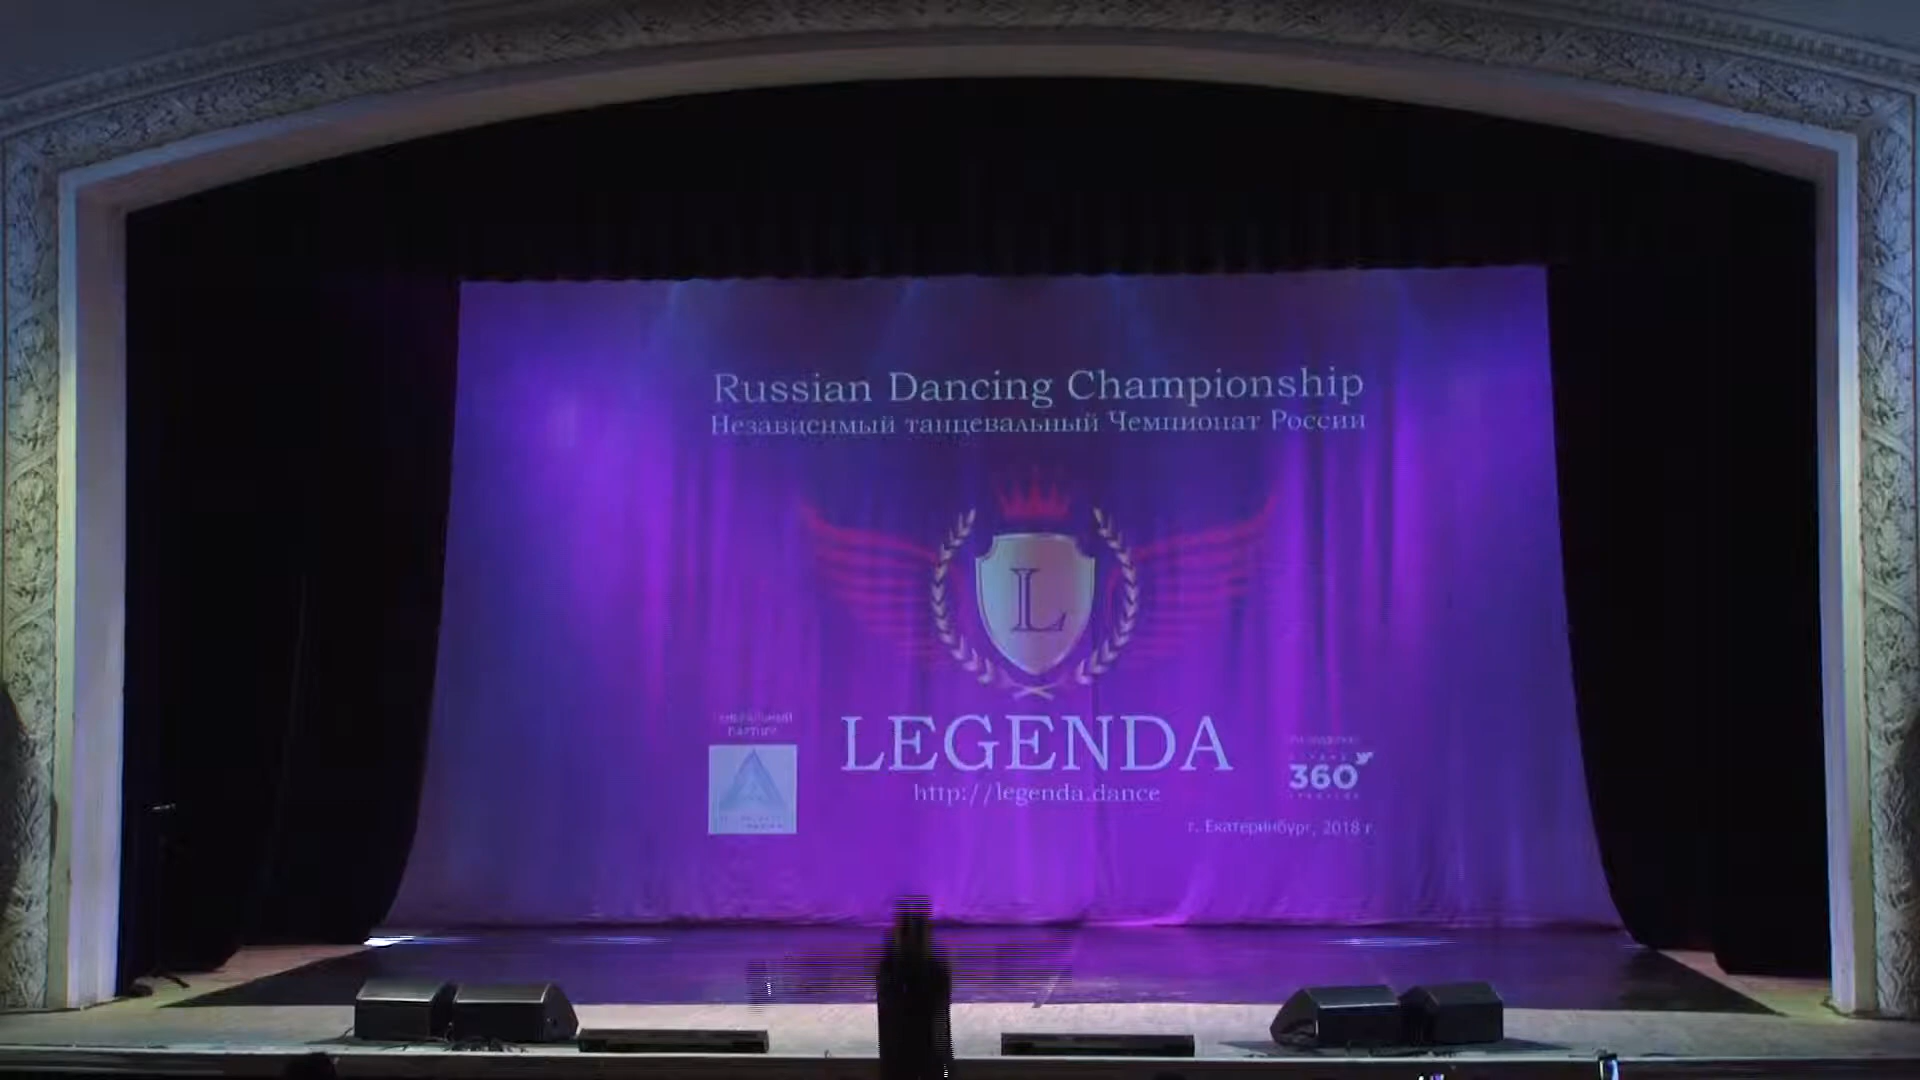 Russian Dancing Championship
Независимый танцевальный Чемпионат России
L
LEGENDA
http://legenda.dance
360
г. Екатеринбург, 2018 г.